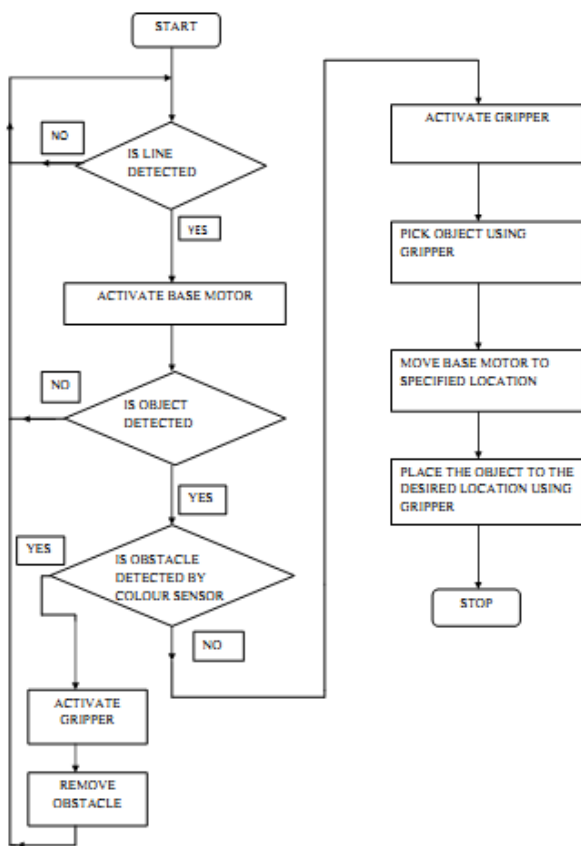 START
NO
IS LINE
DETECTED
YES
ACTIVATE BASE MOTOR
NO
IS OBJECT
DETECTED
YES
YES
IS OBSTACLE
DETECTED BY
COLOUR SENSOR
NO
ACTIVATE
GRIPPER
REMOVE
OBSTACLE
ACTIVATE GRIPPER
PICK OBJECT USING
GRIPPER
MOVE BASE MOTOR TO
SPECIFIED LOCATION
PLACE THE OBJECT TO THE
DESIRED LOCATION USING
GRIPPER
STOP